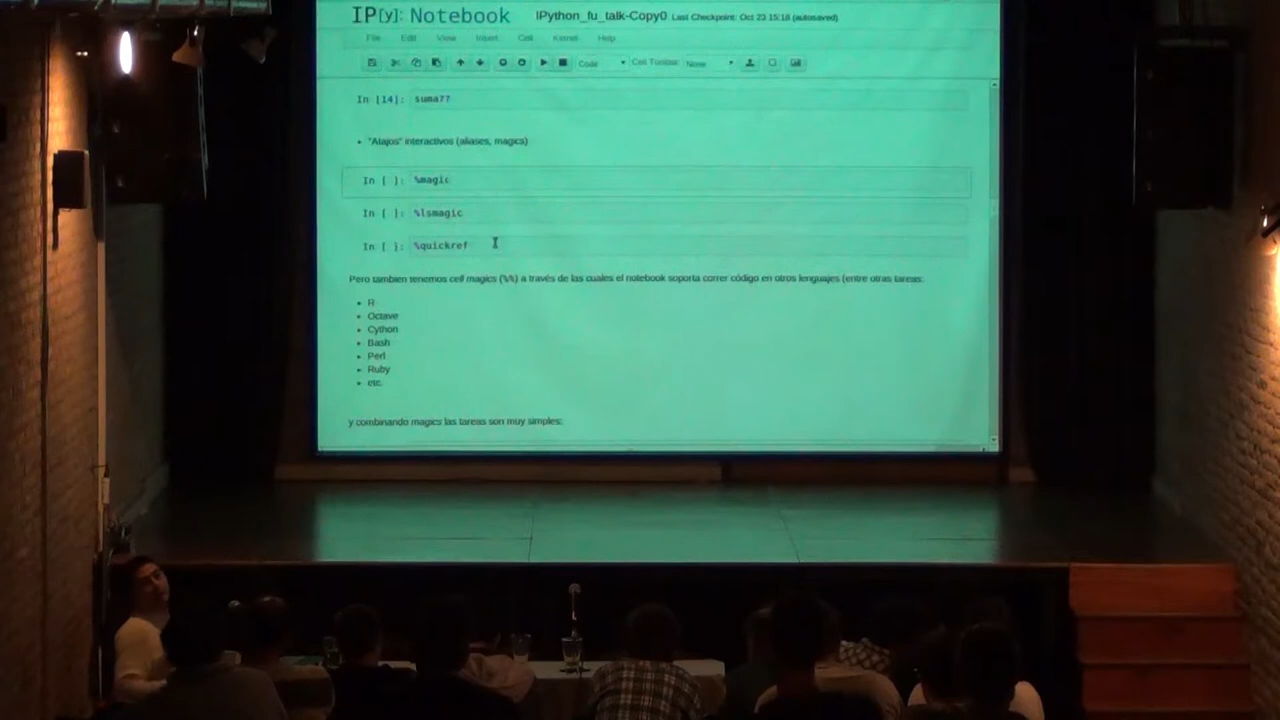 IP[y]: Notebook IPython_fu_talk-Copy0 Last Checkpoint: Oct 23 15:18 (autosaved)
File Edit View Insert Cell Kernel Help
Code Cell Toolbar: None
In [14]: suma??
• "Atajos" interactivos (aliases, magics)
In [ ]: %magic
In [ ]: %lsmagic
In [ ]: %quickref
Pero tambien tenemos cell magics (%%) a través de las cuales el notebook soporta correr código en otros lenguajes (entre otras tareas:
• R
• Octave
• Cython
• Bash
• Perl
• Ruby
• etc.
y combinando magics las tareas son muy simples: